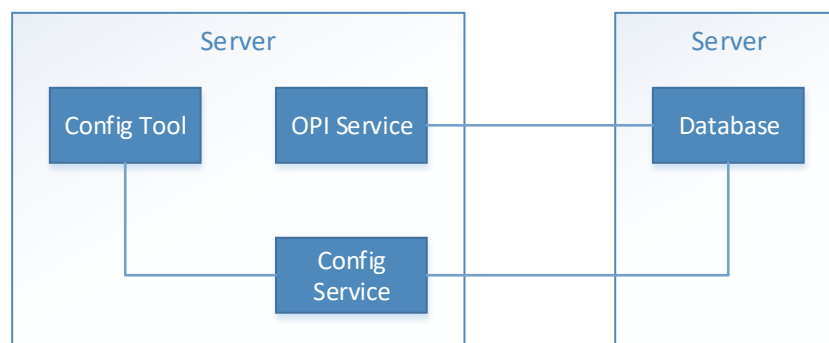 Server
Server
Config Tool
OPI Service
Database
Config
Service